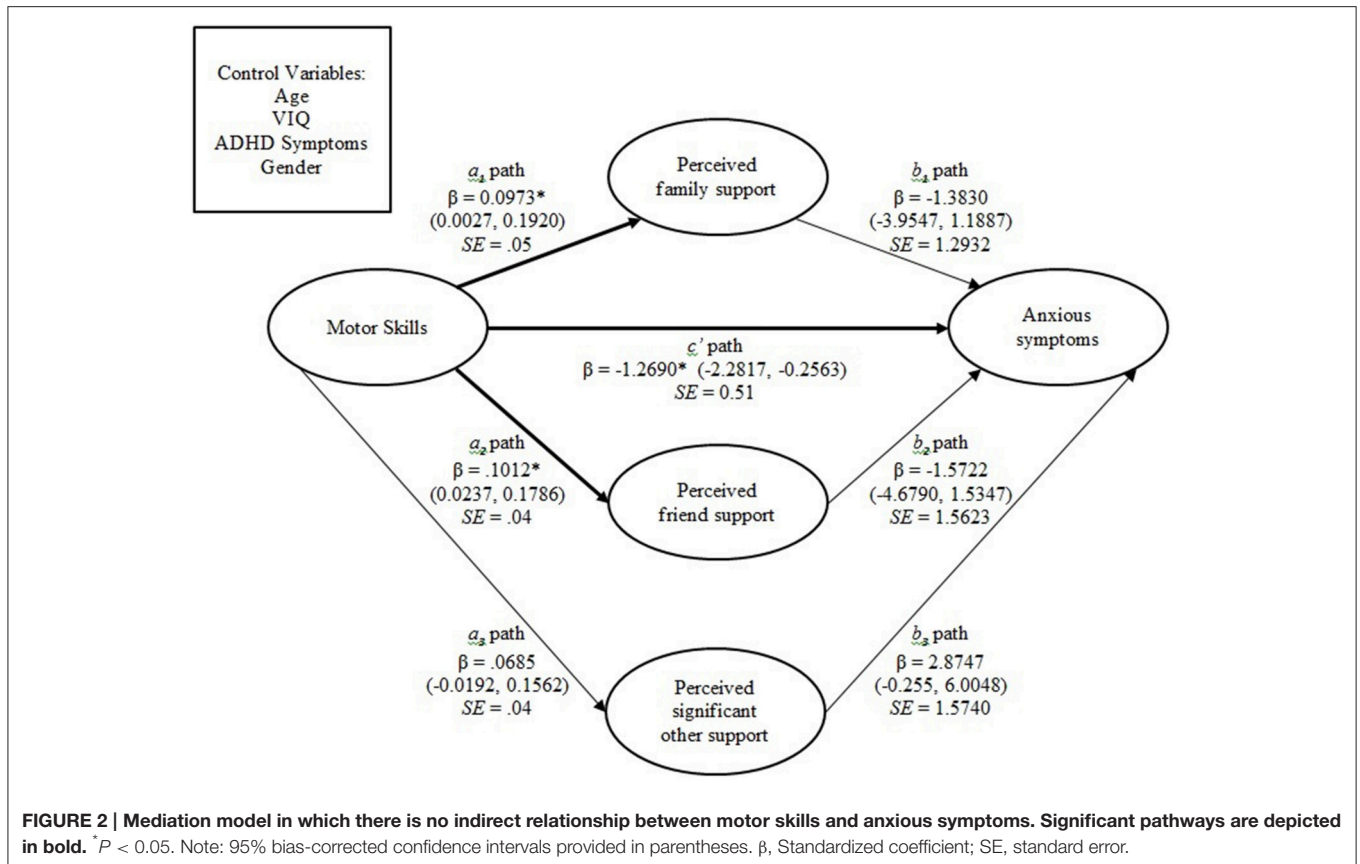 Control Variables:
Age
VIQ
ADHD Symptoms
Gender
a₁ path
β = 0.0973*
(0.0027, 0.1920)
SE = .05
Perceived
family support
b₁ path
β = -1.3830
(-3.9547, 1.1887)
SE = 1.2932
Motor Skills
Anxious
symptoms
c' path
β = -1.2690* (-2.2817, -0.2563)
SE = 0.51
a₂ path
β = .1012*
(0.0237, 0.1786)
SE = .04
Perceived
friend support
b₂ path
β = -1.5722
(-4.6790, 1.5347)
SE = 1.5623
a₃ path
β = .0685
(-0.0192, 0.1562)
SE = .04
Perceived
significant
other support
b₃ path
β = 2.8747
(-0.255, 6.0048)
SE = 1.5740
FIGURE 2 | Mediation model in which there is no indirect relationship between motor skills and anxious symptoms. Significant pathways are depicted
in bold. *P < 0.05. Note: 95% bias-corrected confidence intervals provided in parentheses. β, Standardized coefficient; SE, standard error.